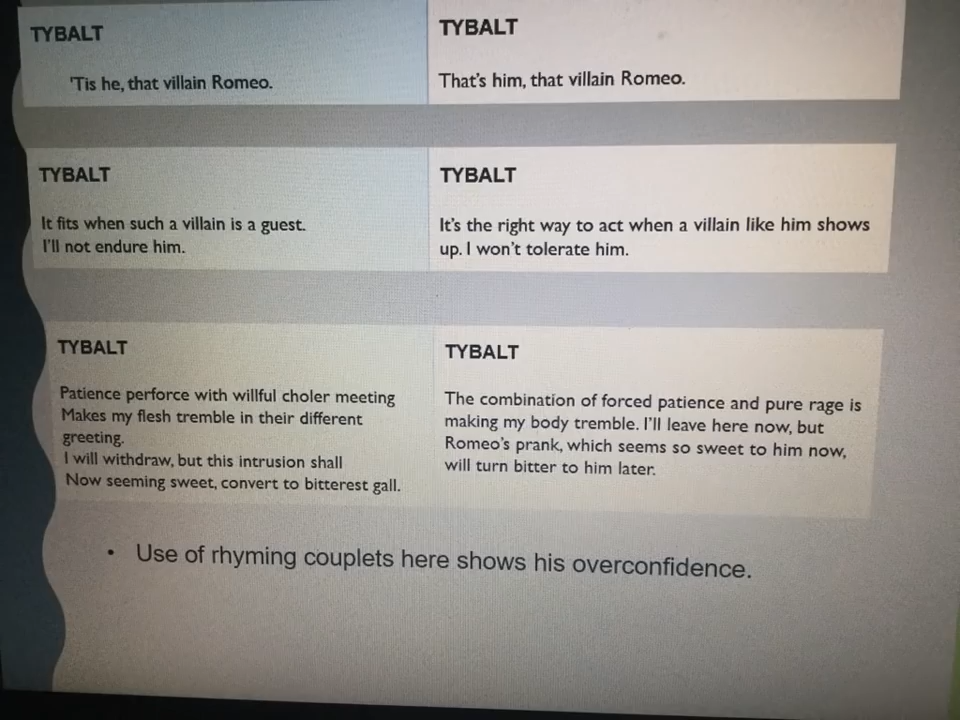 TYBALT
'Tis he, that villain Romeo.
TYBALT
That's him, that villain Romeo.
TYBALT
It fits when such a villain is a guest.
I'll not endure him.
TYBALT
It's the right way to act when a villain like him shows
up. I won't tolerate him.
TYBALT
Patience perforce with willful choler meeting
Makes my flesh tremble in their different
greeting.
I will withdraw, but this intrusion shall
Now seeming sweet, convert to bitterest gall.
TYBALT
The combination of forced patience and pure rage is
making my body tremble. I'll leave here now, but
Romeo's prank, which seems so sweet to him now,
will turn bitter to him later.
• Use of rhyming couplets here shows his overconfidence.